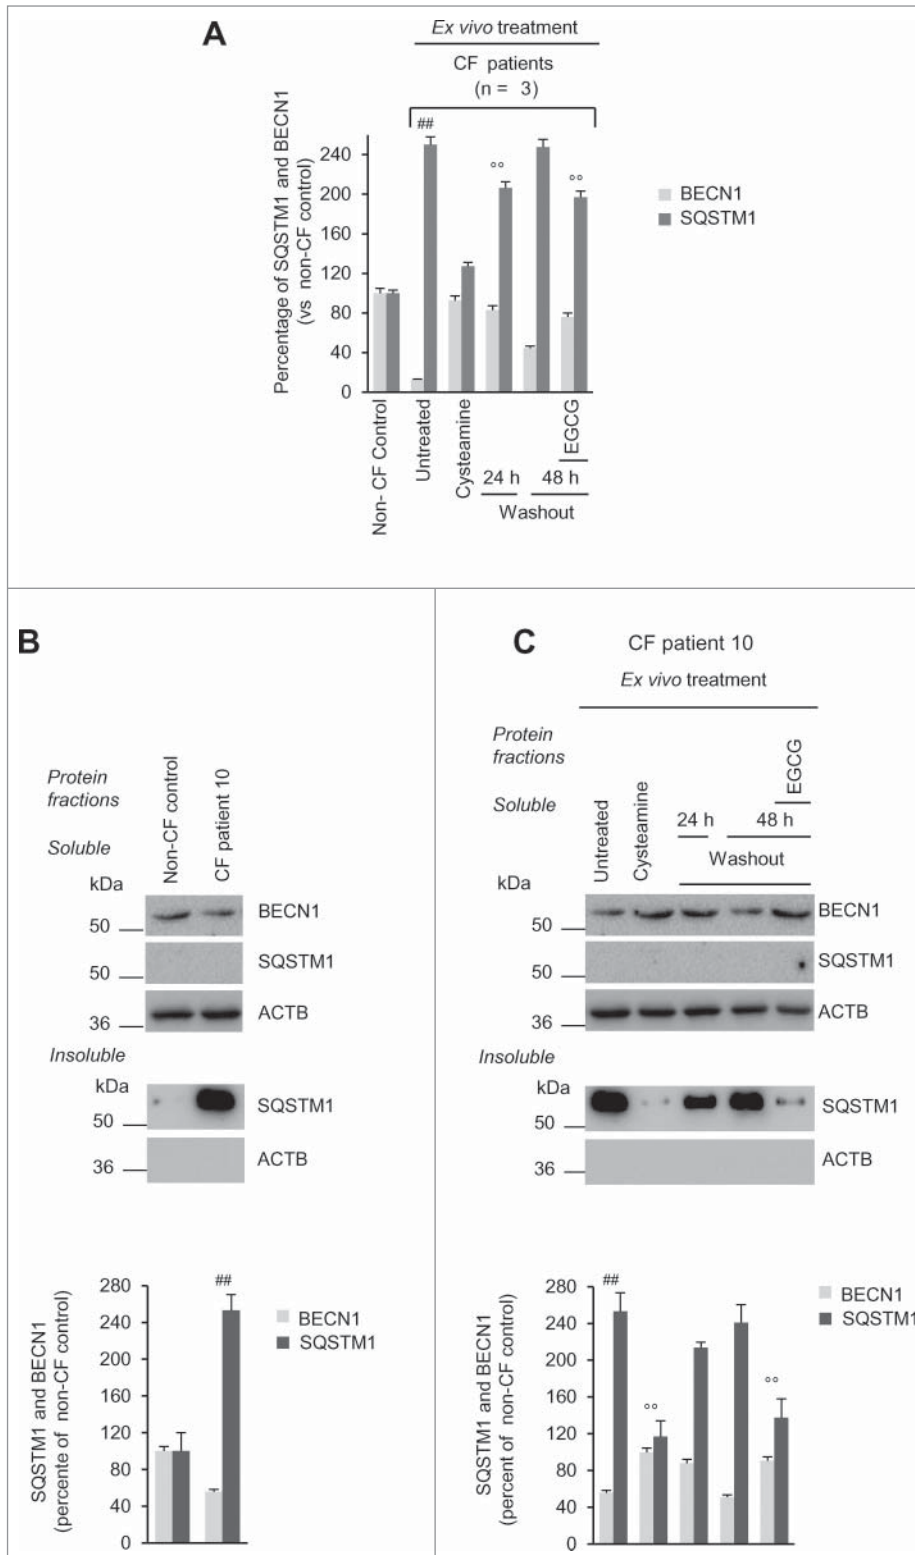 A
Ex vivo treatment
CF patients
(n = 3)
Percentage of SQSTM1 and BECN1
(vs non-CF control)
240
200
160
120
80
40
0
##
°°
°°
BECN1
SQSTM1
Non- CF Control
Untreated
Cysteamine
24 h
48 h
EGCG
Washout
B
Protein
fractions
Soluble
Non-CF control
CF patient 10
kDa
50
BECN1
50
SQSTM1
36
ACTB
Insoluble
kDa
50
SQSTM1
36
ACTB
SQSTM1 and BECN1
(percente of non-CF control)
280
240
200
160
120
80
40
0
##
BECN1
SQSTM1
C
CF patient 10
Ex vivo treatment
Protein
fractions
Soluble
Untreated
Cysteamine
24 h
48 h
EGCG
Washout
kDa
50
BECN1
50
SQSTM1
36
ACTB
Insoluble
kDa
50
SQSTM1
36
ACTB
SQSTM1 and BECN1
(percent of non-CF control)
280
240
200
160
120
80
40
0
##
°°
°°
BECN1
SQSTM1